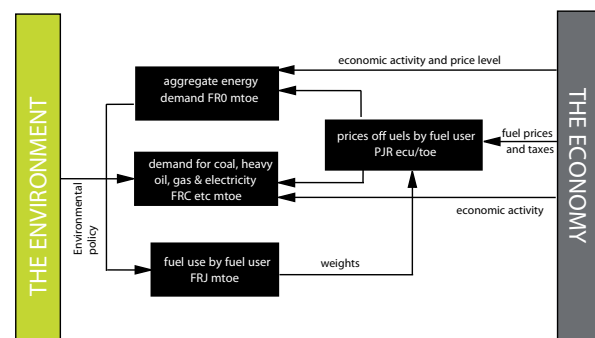 THE ENVIRONMENT
economic activity and price level
aggregate energy
demand FR0 mtoe
prices off uels by fuel user
PJR ecu/toe
fuel prices
and taxes
demand for coal, heavy
oil, gas & electricity
FRC etc mtoe
Environmental
policy
economic activity
fuel use by fuel user
FRJ mtoe
weights
THE ECONOMY